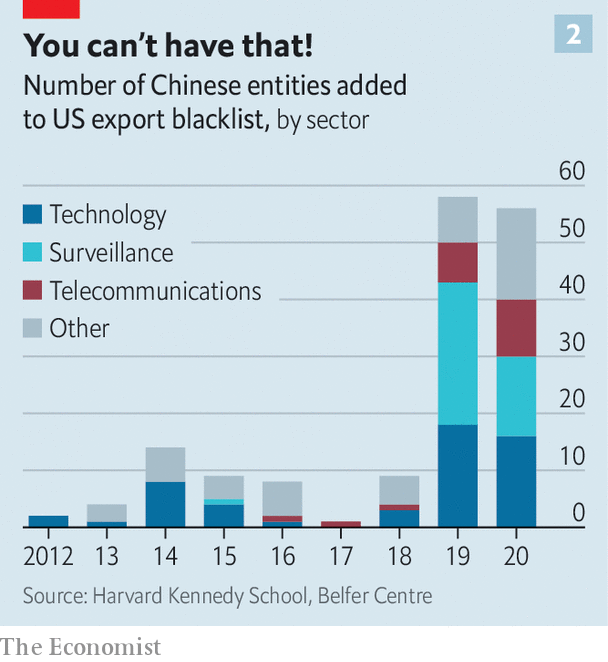 You can't have that!
2
Number of Chinese entities added
to US export blacklist, by sector
60
Technology
50
Surveillance
Telecommunications
40
Other
30
20
10
0
2012 13 14 15 16 17 18 19 20
Source: Harvard Kennedy School, Belfer Centre
The Economist